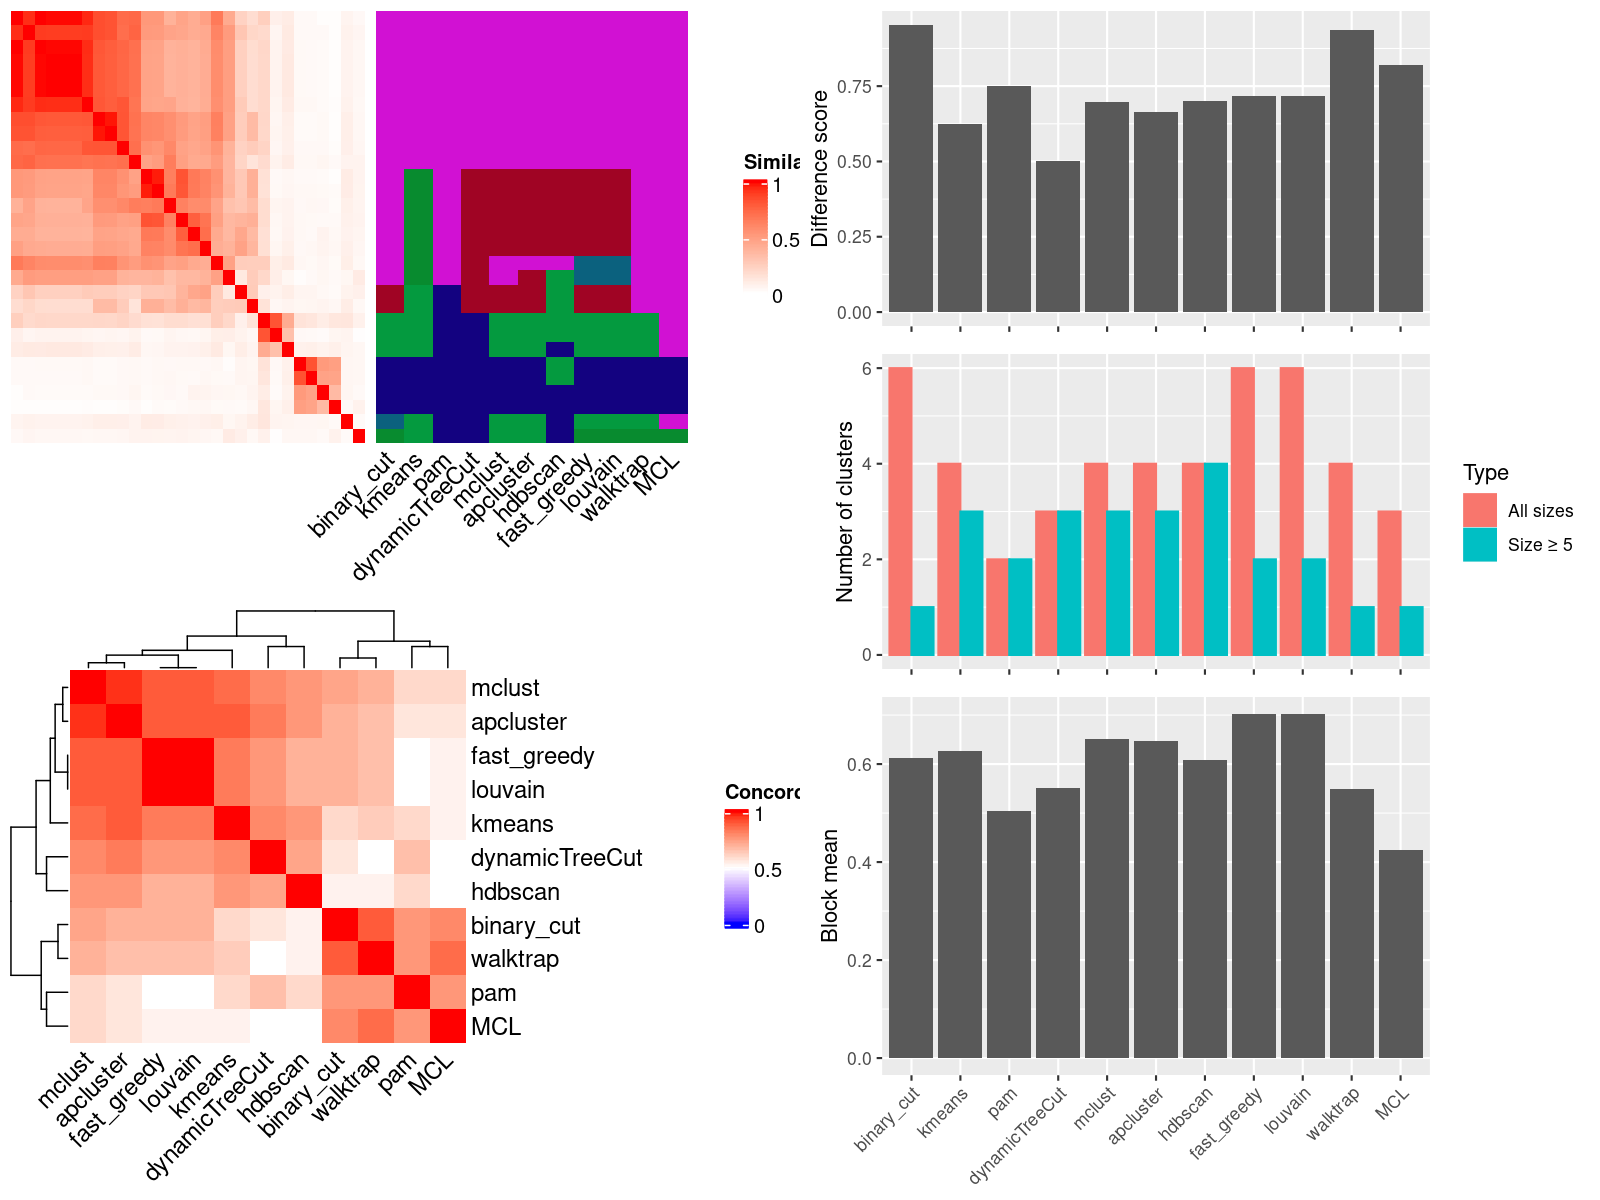 Simila
1
0.5
0
binary_cut
kmeans
pam
dynamicTreeCut
mclust
apcluster
hdbscan
fast_greedy
louvain
walktrap
MCL
mclust
apcluster
fast_greedy
louvain
kmeans
dynamicTreeCut
hdbscan
binary_cut
walktrap
pam
MCL
mclust
apcluster
fast_greedy
louvain
kmeans
dynamicTreeCut
hdbscan
binary_cut
walktrap
pam
MCL
Concord
1
0.5
0
Difference score
0.75
0.50
0.25
0.00
Number of clusters
6
4
2
0
Type
All sizes
Size ≥ 5
Block mean
0.6
0.4
0.2
0.0
binary_cut
kmeans
pam
dynamicTreeCut
mclust
apcluster
hdbscan
fast_greedy
louvain
walktrap
MCL